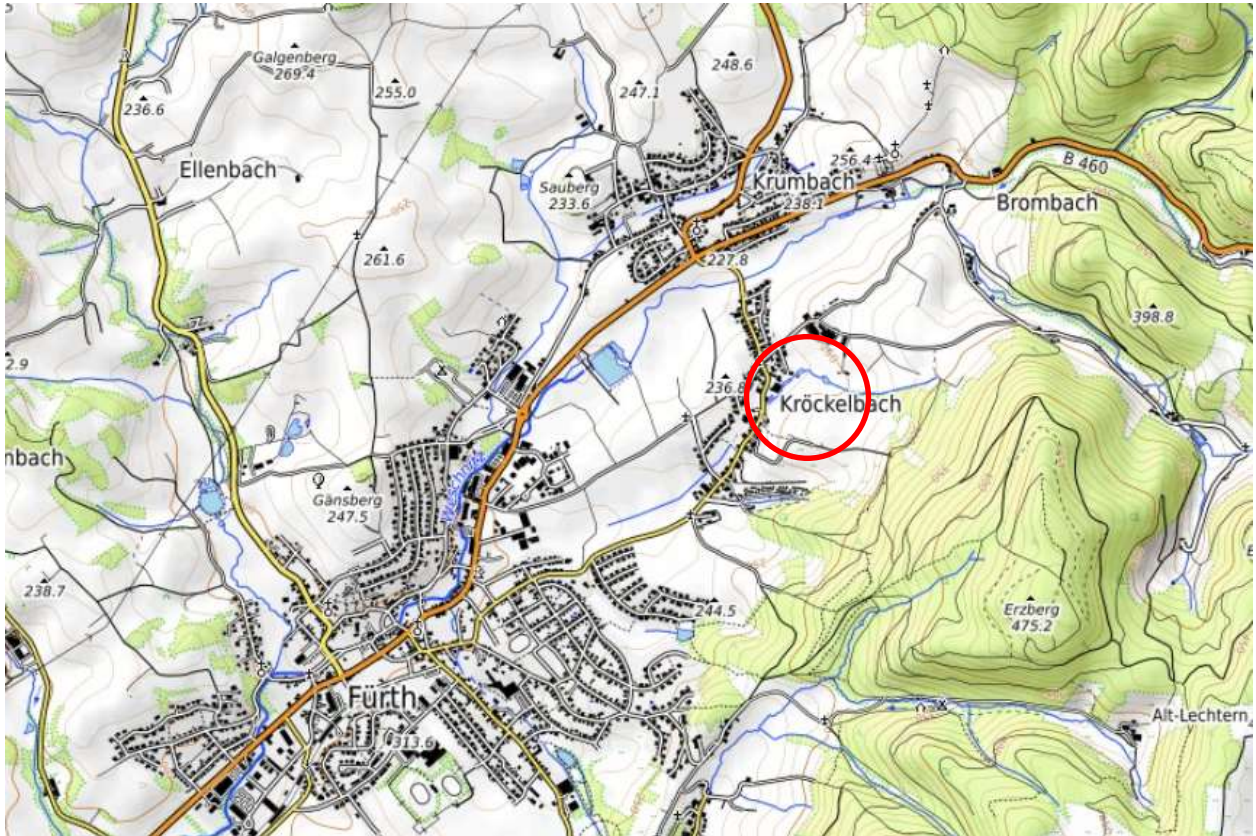 Galgenberg
269.4
248.6
247.1
255.0
236.6
Ellenbach
256.4
B 460
Krumbach
238.1
Sauberg
233.6
Brombach
227.8
261.6
398.8
2.9
236.8
Kröckelbach
nbach
Gänsberg
247.5
Weschnitz
238.7
244.5
Erzberg
475.2
Fürth
313.6
Alt-Lechtern